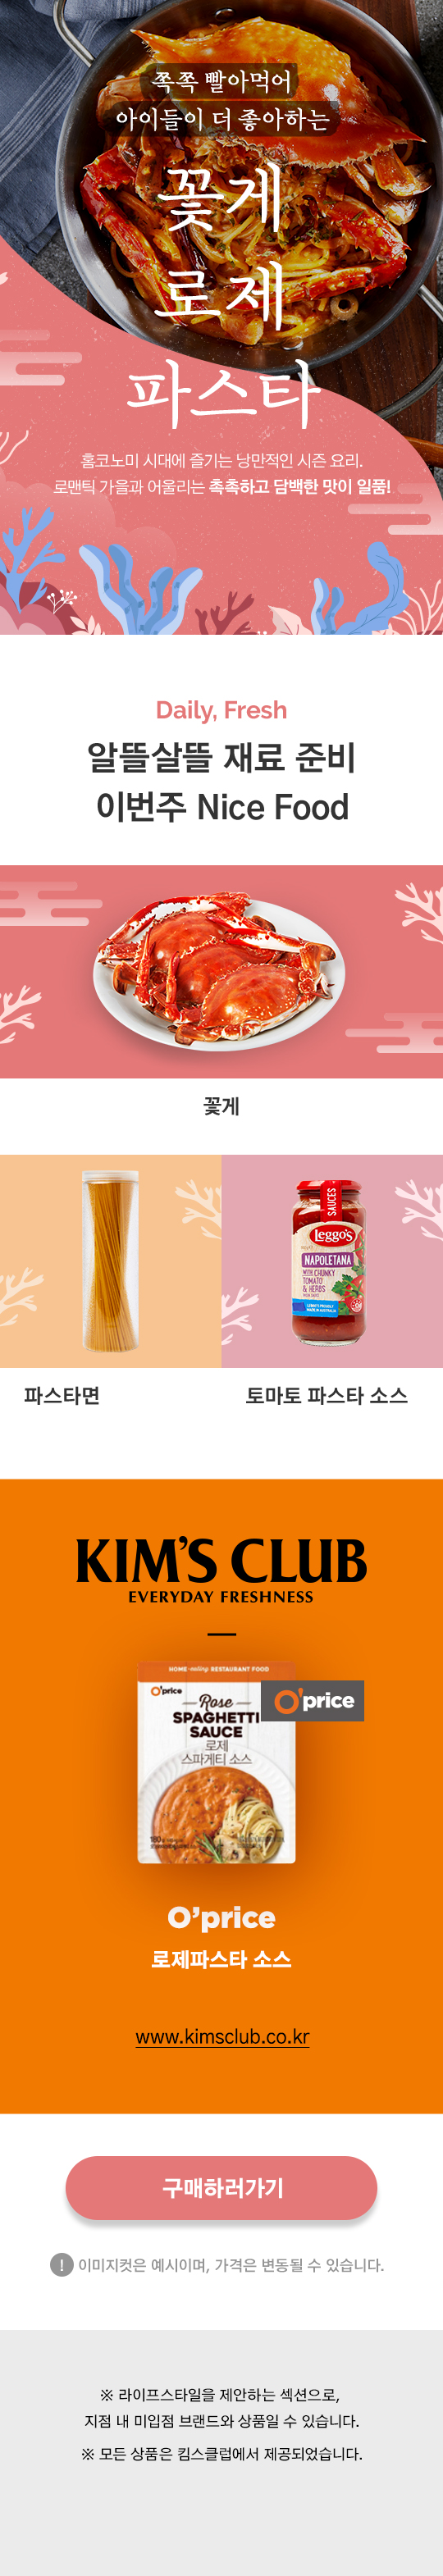 쪽쪽 빨아먹어
아이들이 더 좋아하는
꽃게
로제
파스타
홈코노미 시대에 즐기는 낭만적인 시즌 요리.
로맨틱 가을과 어울리는 촉촉하고 담백한 맛이 일품!
Daily, Fresh
알뜰살뜰 재료 준비
이번주 Nice Food
꽃게
SAUCES
leggo's
NAPOLETANA
WITH CHUNKY
TOMATO
& HERBS
파스타면
토마토 파스타 소스
KIM'S CLUB
EVERYDAY FRESHNESS
HOME-eating RESTAURANT FOOD
O'price
Rose
SPAGHETTI
SAUCE
로제
스파게티 소스
180g
O'price
O'price
로제파스타 소스
www.kimsclub.co.kr
구매하러가기
! 이미지컷은 예시이며, 가격은 변동될 수 있습니다.
※ 라이프스타일을 제안하는 섹션으로,
지점 내 미입점 브랜드와 상품일 수 있습니다.
※ 모든 상품은 킴스클럽에서 제공되었습니다.